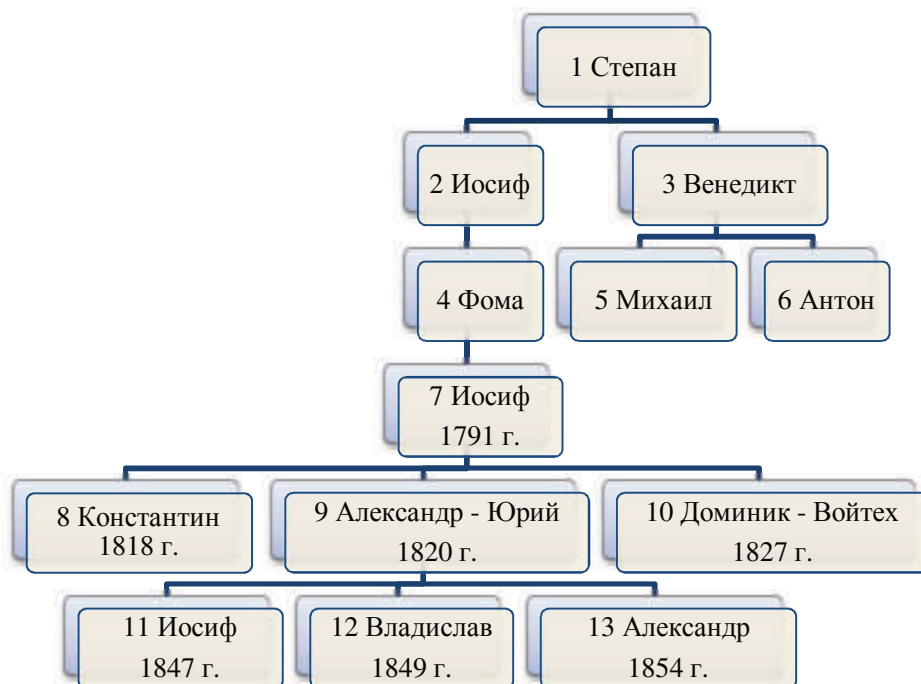 1 Степан
2 Иосиф
3 Венедикт
4 Фома
5 Михаил
6 Антон
7 Иосиф
1791 г.
8 Константин
1818 г.
9 Александр - Юрий
1820 г.
10 Доминик - Войтех
1827 г.
11 Иосиф
1847 г.
12 Владислав
1849 г.
13 Александр
1854 г.